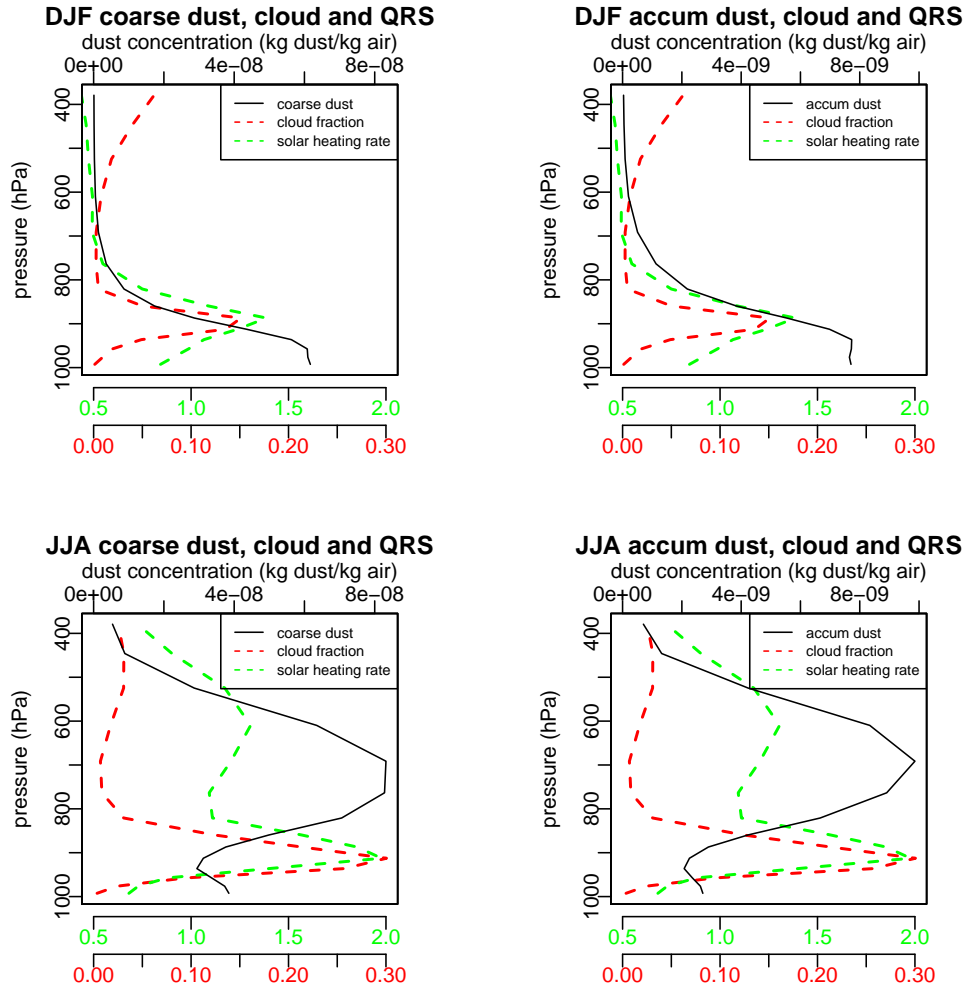 DJF coarse dust, cloud and QRS
dust concentration (kg dust/kg air)
0e+00 4e-08 8e-08
400
600
800
1000
pressure (hPa)
coarse dust
cloud fraction
solar heating rate
0.5 1.0 1.5 2.0
0.00 0.10 0.20 0.30
DJF accum dust, cloud and QRS
dust concentration (kg dust/kg air)
0e+00 4e-09 8e-09
400
600
800
1000
pressure (hPa)
accum dust
cloud fraction
solar heating rate
0.5 1.0 1.5 2.0
0.00 0.10 0.20 0.30
JJA coarse dust, cloud and QRS
dust concentration (kg dust/kg air)
0e+00 4e-08 8e-08
400
600
800
1000
pressure (hPa)
coarse dust
cloud fraction
solar heating rate
0.5 1.0 1.5 2.0
0.00 0.10 0.20 0.30
JJA accum dust, cloud and QRS
dust concentration (kg dust/kg air)
0e+00 4e-09 8e-09
400
600
800
1000
pressure (hPa)
accum dust
cloud fraction
solar heating rate
0.5 1.0 1.5 2.0
0.00 0.10 0.20 0.30